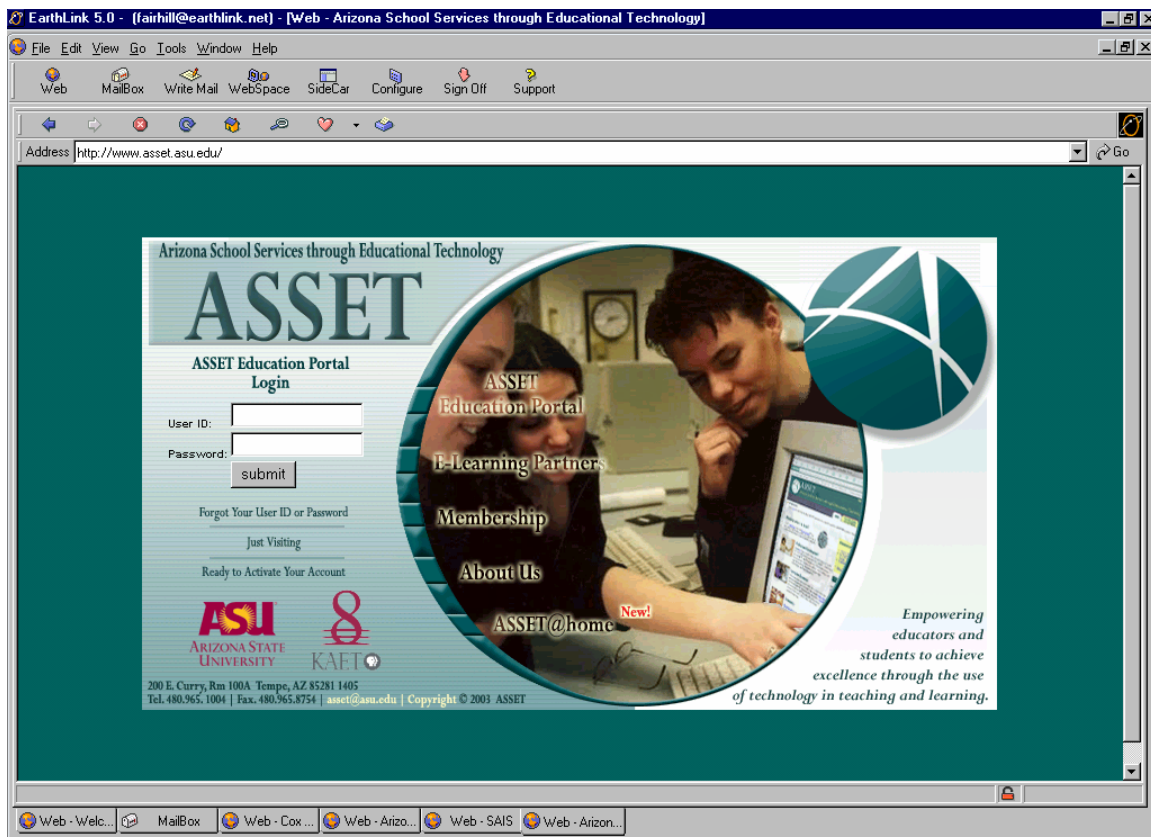 EarthLink 5.0 - (fairhill@earthlink.net) - [Web - Arizona School Services through Educational Technology]
File Edit View Go Tools Window Help
Web MailBox Write Mail WebSpace SideCar Configure Sign Off Support
Address http://www.asset.asu.edu/ Go
Arizona School Services through Educational Technology
ASSET
ASSET Education Portal
Login
User ID:
Password:
submit
Forgot Your User ID or Password
Just Visiting
Ready to Activate Your Account
ASU
ARIZONA STATE
UNIVERSITY
8
KAET
200 E. Curry, Rm 100A Tempe, AZ 85281 1405
Tel. 480.965. 1004 | Fax. 480.965.8754 | asset@asu.edu | Copyright © 2003 ASSET
ASSET
Education Portal
E-Learning Partners
Membership
About Us
ASSET@home New!
ASSET
Empowering
educators and
students to achieve
excellence through the use
of technology in teaching and learning.
Web - Welc... MailBox Web - Cox ... Web - Arizo... Web - SAIS Web - Arizon...